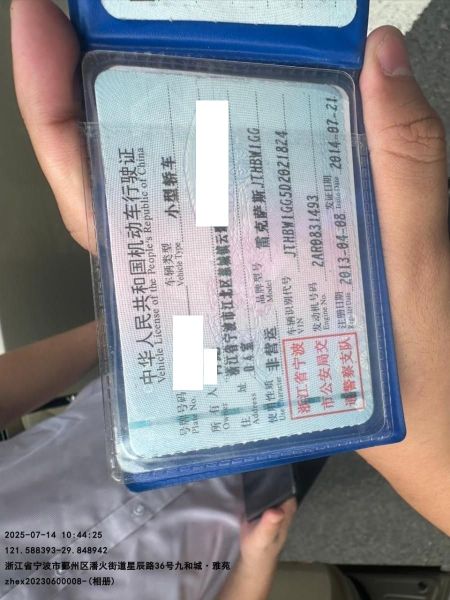 中华人民共和国机动车行驶证
Vehicle License of the People's Republic of China
号牌号码
Plate No.
车辆类型
Vehicle Type
小型轿车
所有人
Owner
住址
Address
浙江省宁波市江北区慈城镇云
使用性质
Use Character
非营运
品牌型号
Model
雷克萨斯JTHBW1GG
车辆识别代号
VIN
JTHBW1GG5D2021824
发动机号码
Engine No.
2AR0831493
注册日期
Register Date
2013-04-08
发证日期
Issue Date
2014-07-21
浙江省宁波
市公安局交
通警察支队
2025-07-14 10:44:25
121.588393-29.848942
浙江省宁波市鄞州区潘火街道星辰路36号九和城·雅苑
zhex20230600008-(相册)